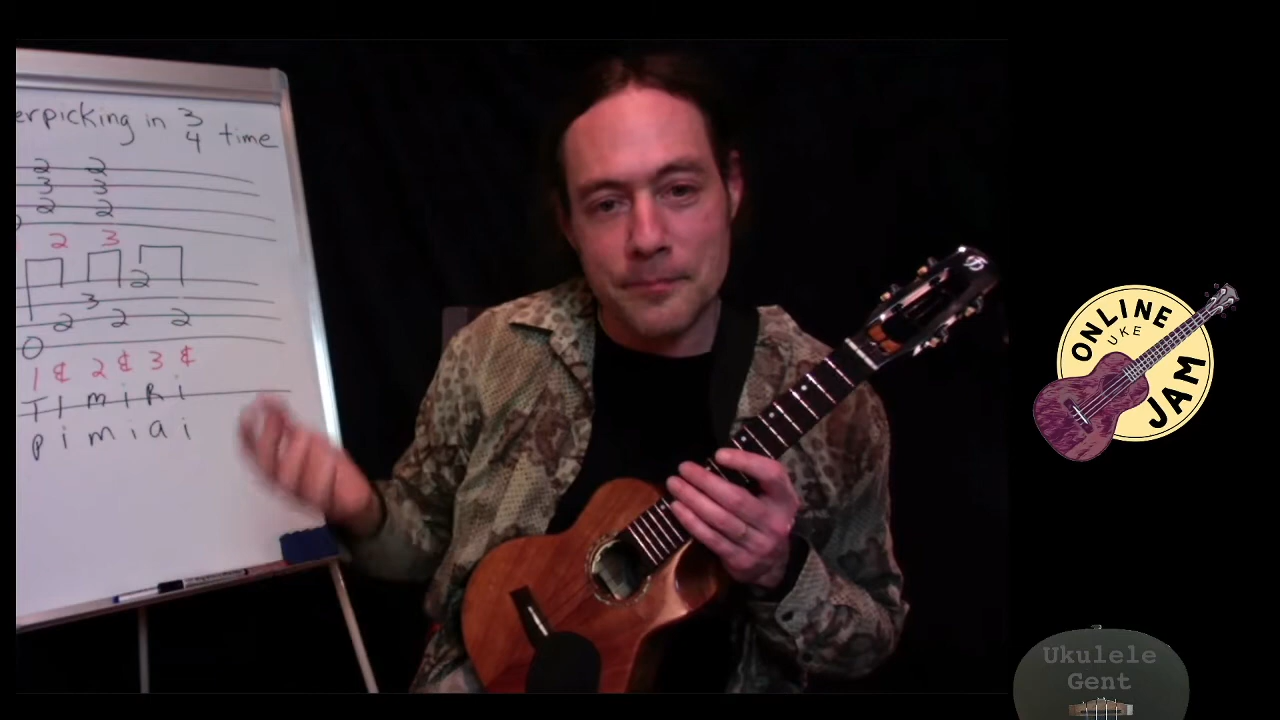 erpicking in 3/4 time
2 2
3 3
2 2
2 3
2
3
2 2 2
0
1 & 2 & 3 &
T I m i R i
p i m i a i
ONLINE
UKE
JAM
Ukulele
Gent